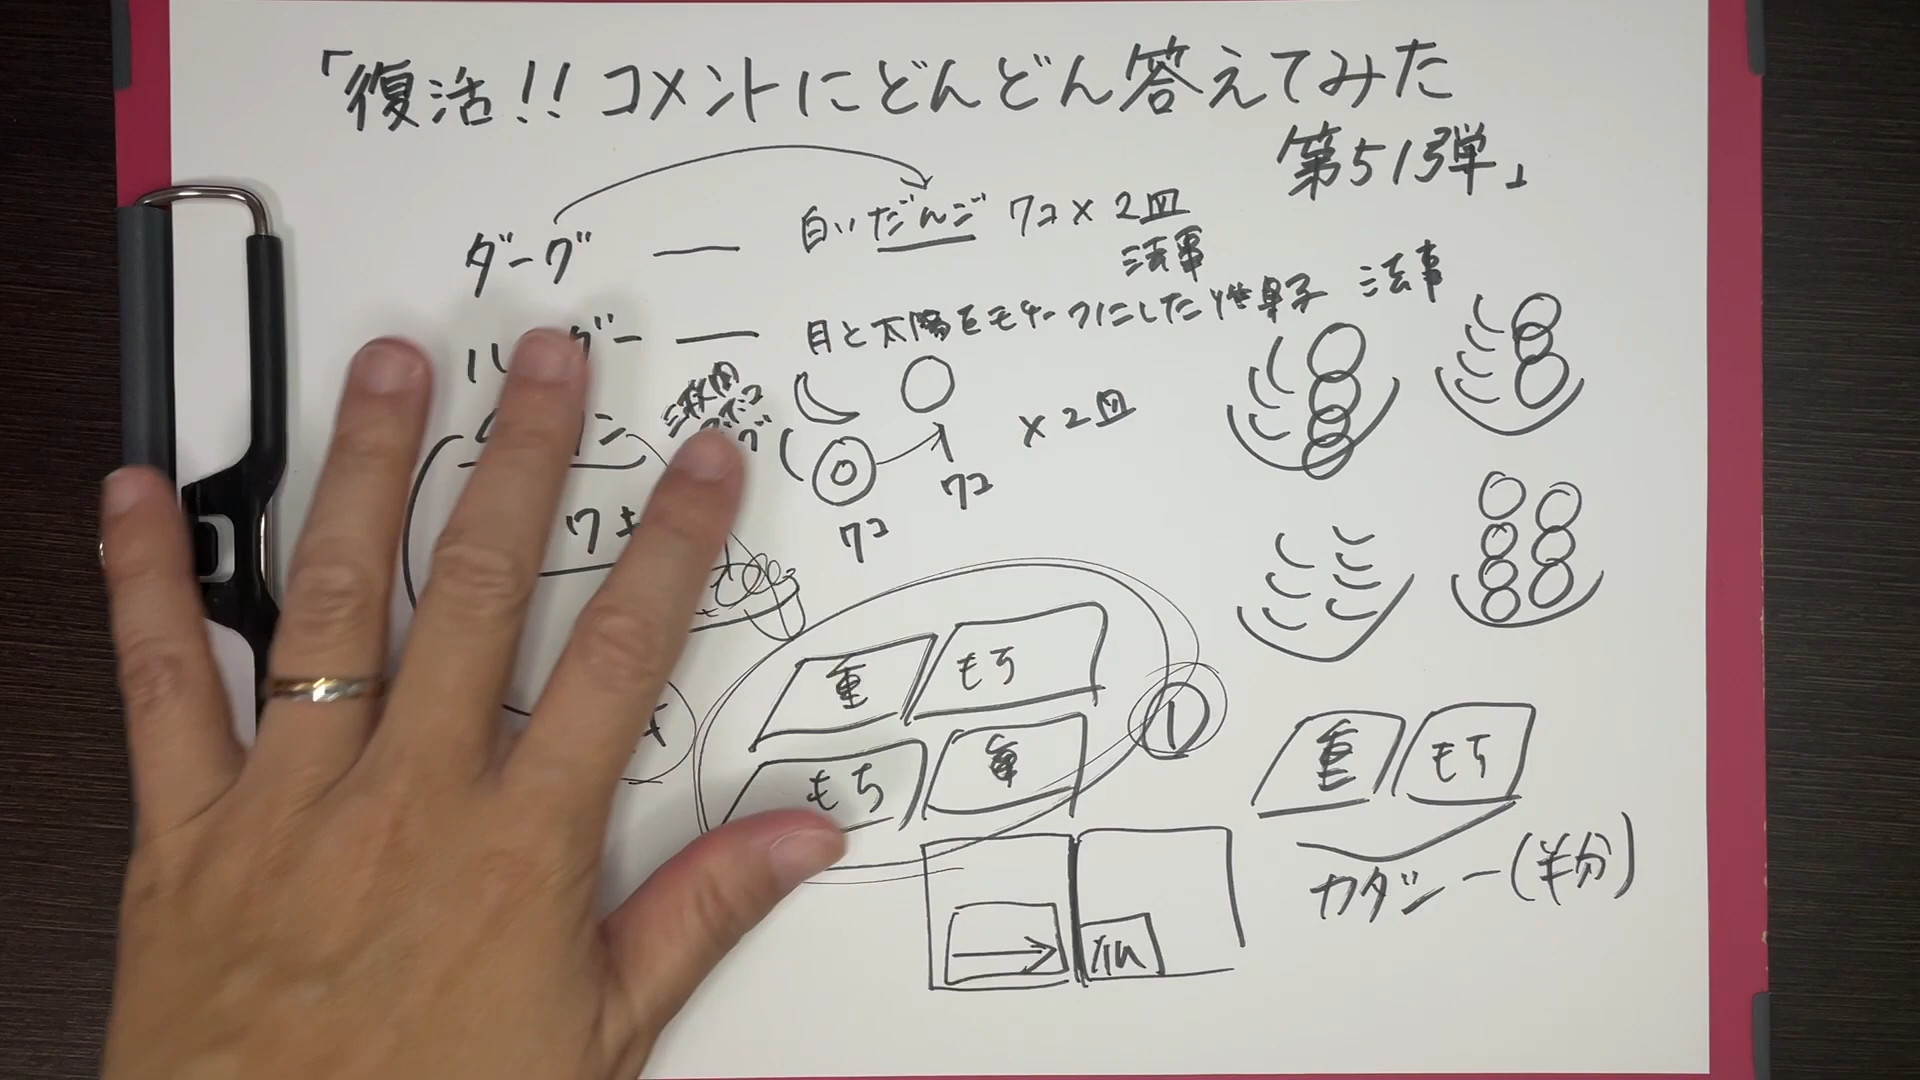 「復活!! コメントにどんどん答えてみた
第51弾」
ダーグ — 白いだんご 7コ×2皿
法事
月と太陽をモチーフにした焼菓子 法事
×2皿
7コ
7コ
重 もち
もち 重
①
重 もち
カダシー(半分)
仏